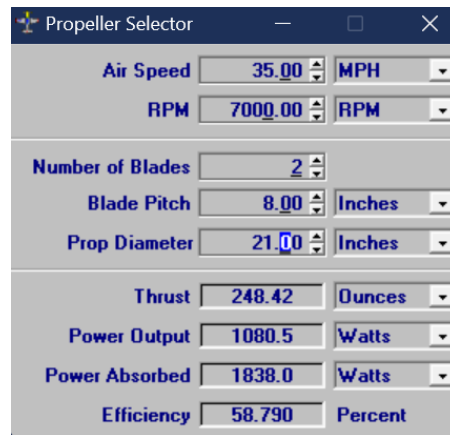 Propeller Selector
Air Speed 35.00 MPH
RPM 7000.00 RPM
Number of Blades 2
Blade Pitch 8.00 Inches
Prop Diameter 21.00 Inches
Thrust 248.42 Ounces
Power Output 1080.5 Watts
Power Absorbed 1838.0 Watts
Efficiency 58.790 Percent